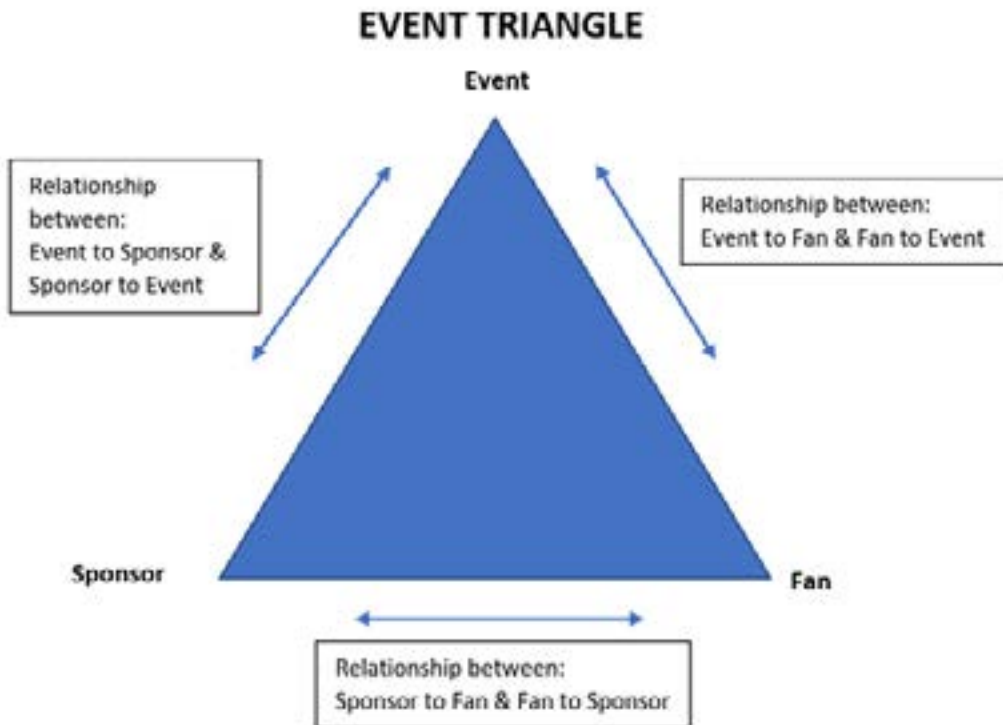 EVENT TRIANGLE
Event
Relationship
between:
Event to Sponsor &
Sponsor to Event
Relationship between:
Event to Fan & Fan to Event
Sponsor
Fan
Relationship between:
Sponsor to Fan & Fan to Sponsor